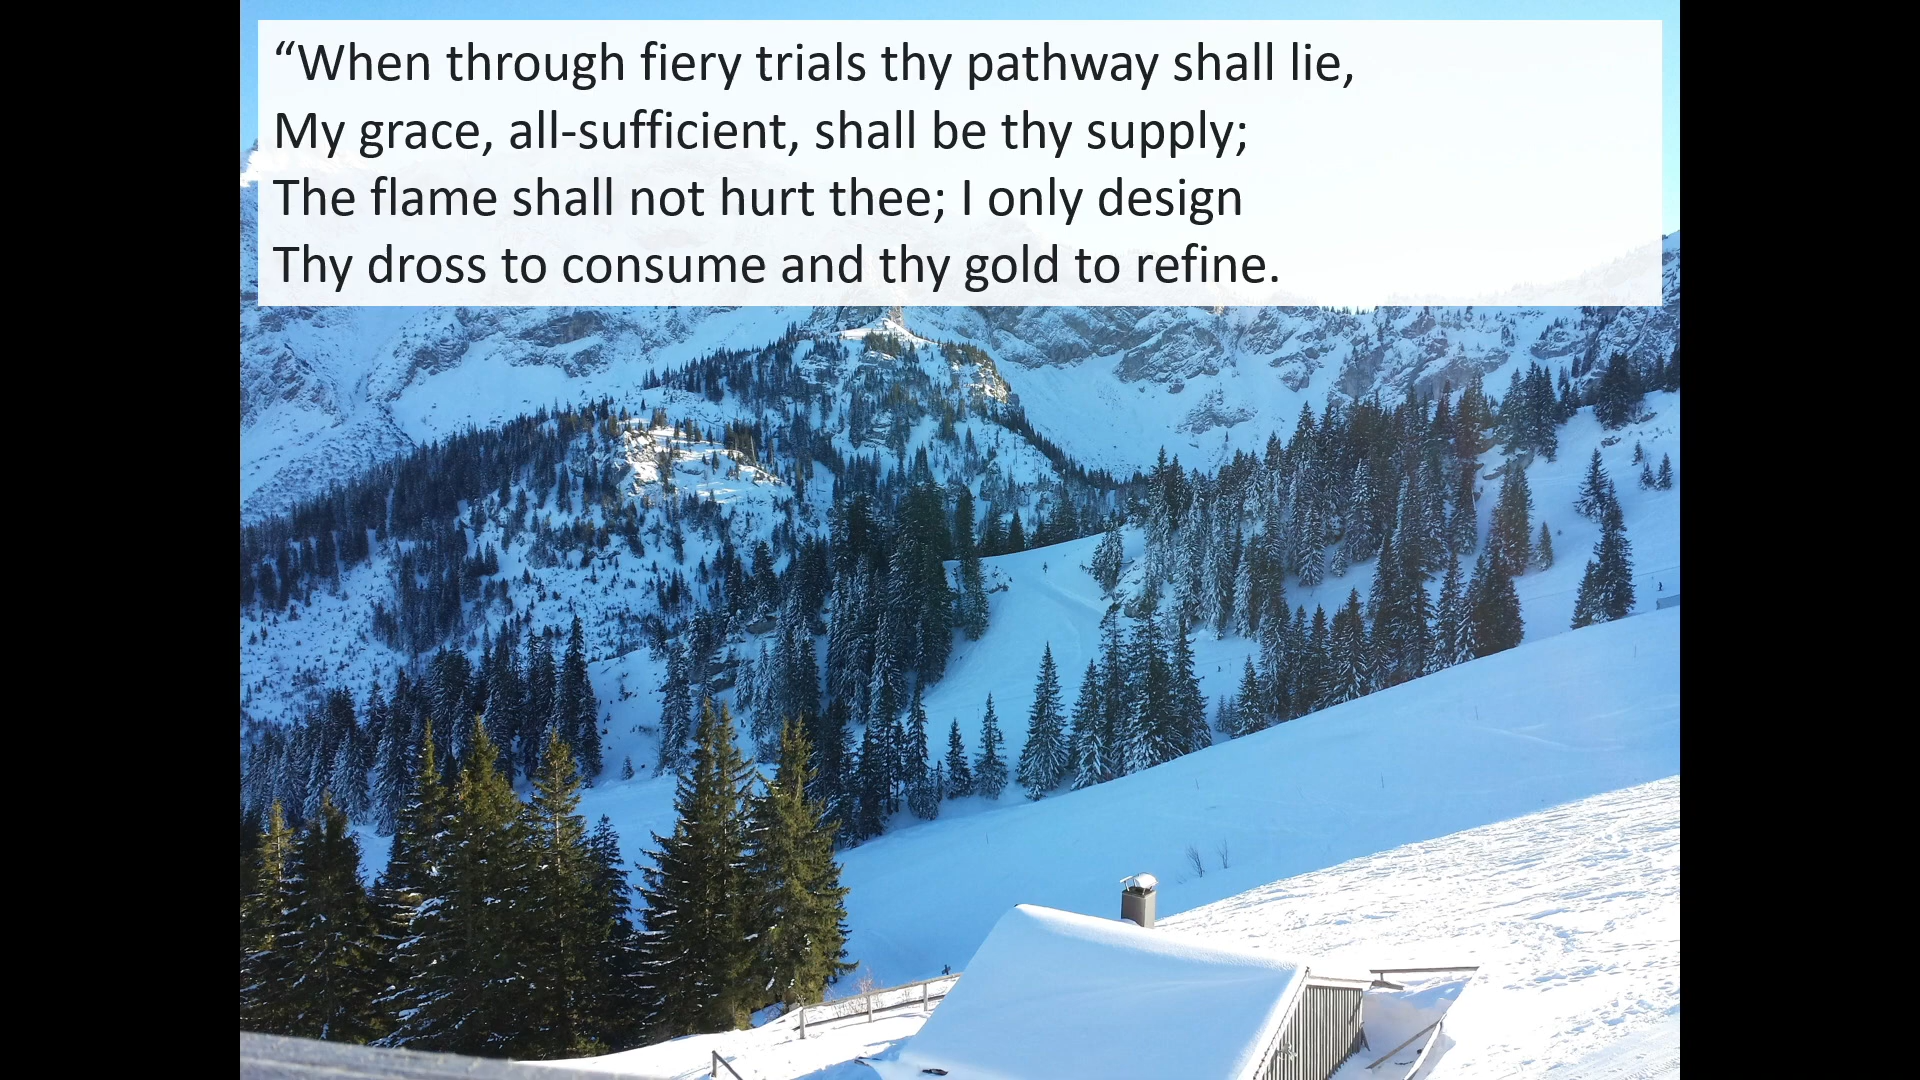 “When through fiery trials thy pathway shall lie,
My grace, all-sufficient, shall be thy supply;
The flame shall not hurt thee; I only design
Thy dross to consume and thy gold to refine.